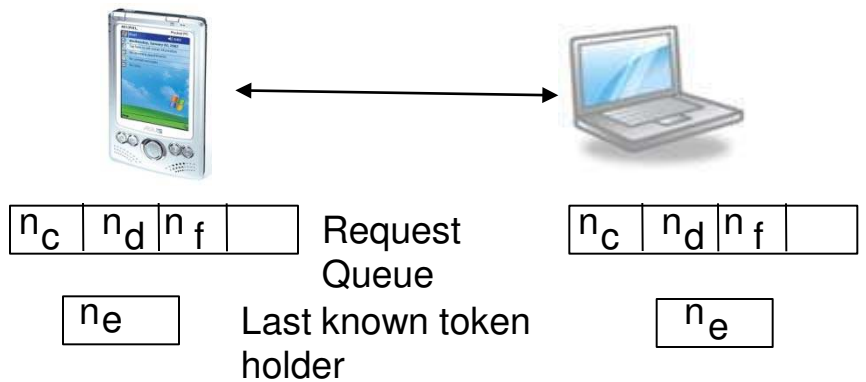 n_c n_d n_f
Request
Queue
n_c n_d n_f
n_e
Last known token
holder
n_e